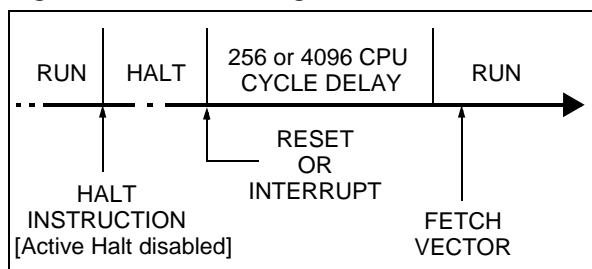 RUN
HALT
256 or 4096 CPU
CYCLE DELAY
RUN
RESET
OR
INTERRUPT
HALT
INSTRUCTION
[Active Halt disabled]
FETCH
VECTOR